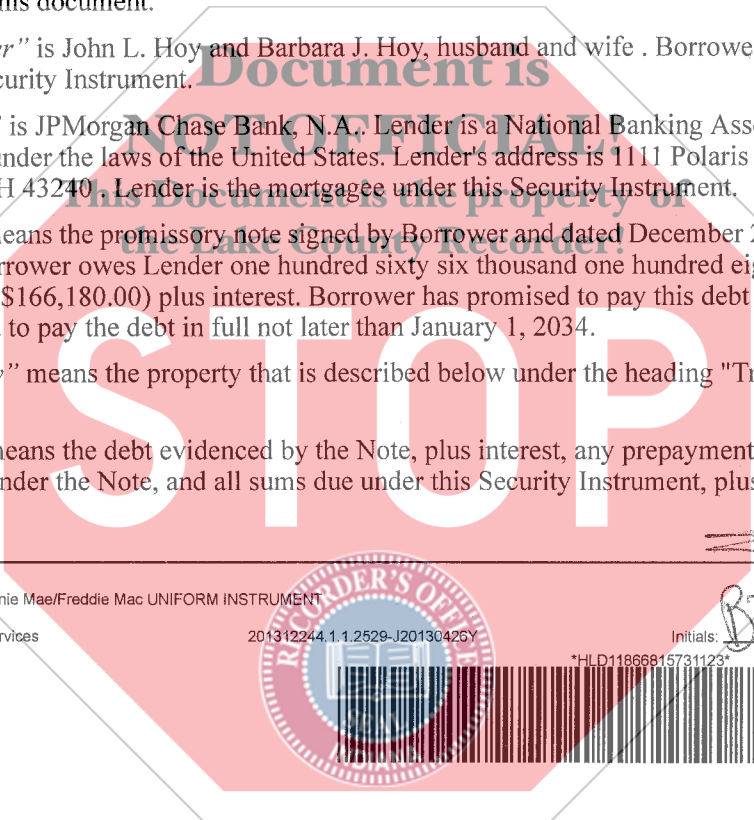 his document.
er” is John L. Hoy and Barbara J. Hoy, husband and wife . Borrowe
curity Instrument.
Document is
” is JPMorgan Chase Bank, N.A.. Lender is a National Banking Asso
NOT OFFICIAL!
under the laws of the United States. Lender's address is 1111 Polaris
H 43240 . Lender is the mortgagee under this Security Instrument.
This Document is the property of
eans the promissory note signed by Borrower and dated December 2
the Lake County Recorder!
rrower owes Lender one hundred sixty six thousand one hundred eig
$166,180.00) plus interest. Borrower has promised to pay this debt
to pay the debt in full not later than January 1, 2034.
STOP
y” means the property that is described below under the heading "Tr
eans the debt evidenced by the Note, plus interest, any prepayment
nder the Note, and all sums due under this Security Instrument, plus
nie Mae/Freddie Mac UNIFORM INSTRUMENT
rvices
201312244.1.1.2529-J20130426Y
Initials:
*HLD11866815731123*
RECORDER'S OFFICE
SEAL
INDIANA